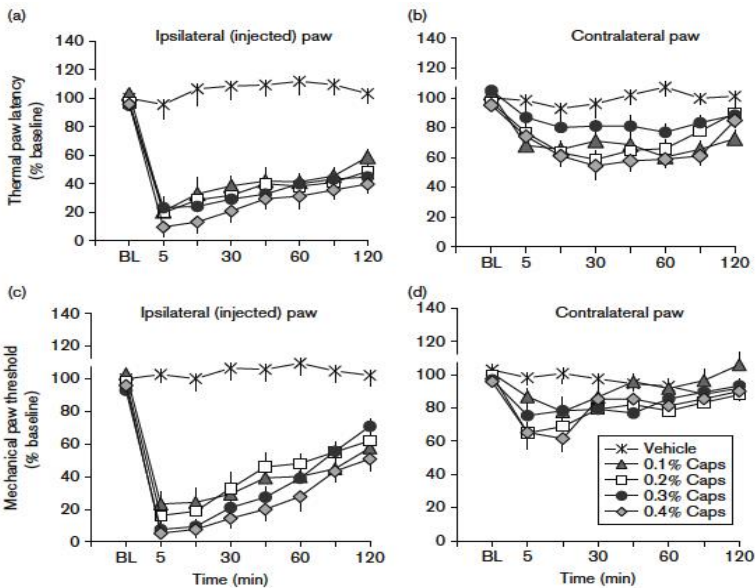 (a)
Ipsilateral (injected) paw
Thermal paw latency
(% baseline)
140
120
100
80
60
40
20
0
BL 5 30 60 120
(b)
Contralateral paw
140
120
100
80
60
40
20
0
BL 5 30 60 120
(c)
Ipsilateral (injected) paw
Mechanical paw threshold
(% baseline)
140
120
100
80
60
40
20
0
BL 5 30 60 120
Time (min)
(d)
Contralateral paw
140
120
100
80
60
40
20
0
Vehicle
0.1% Caps
0.2% Caps
0.3% Caps
0.4% Caps
BL 5 30 60 120
Time (min)